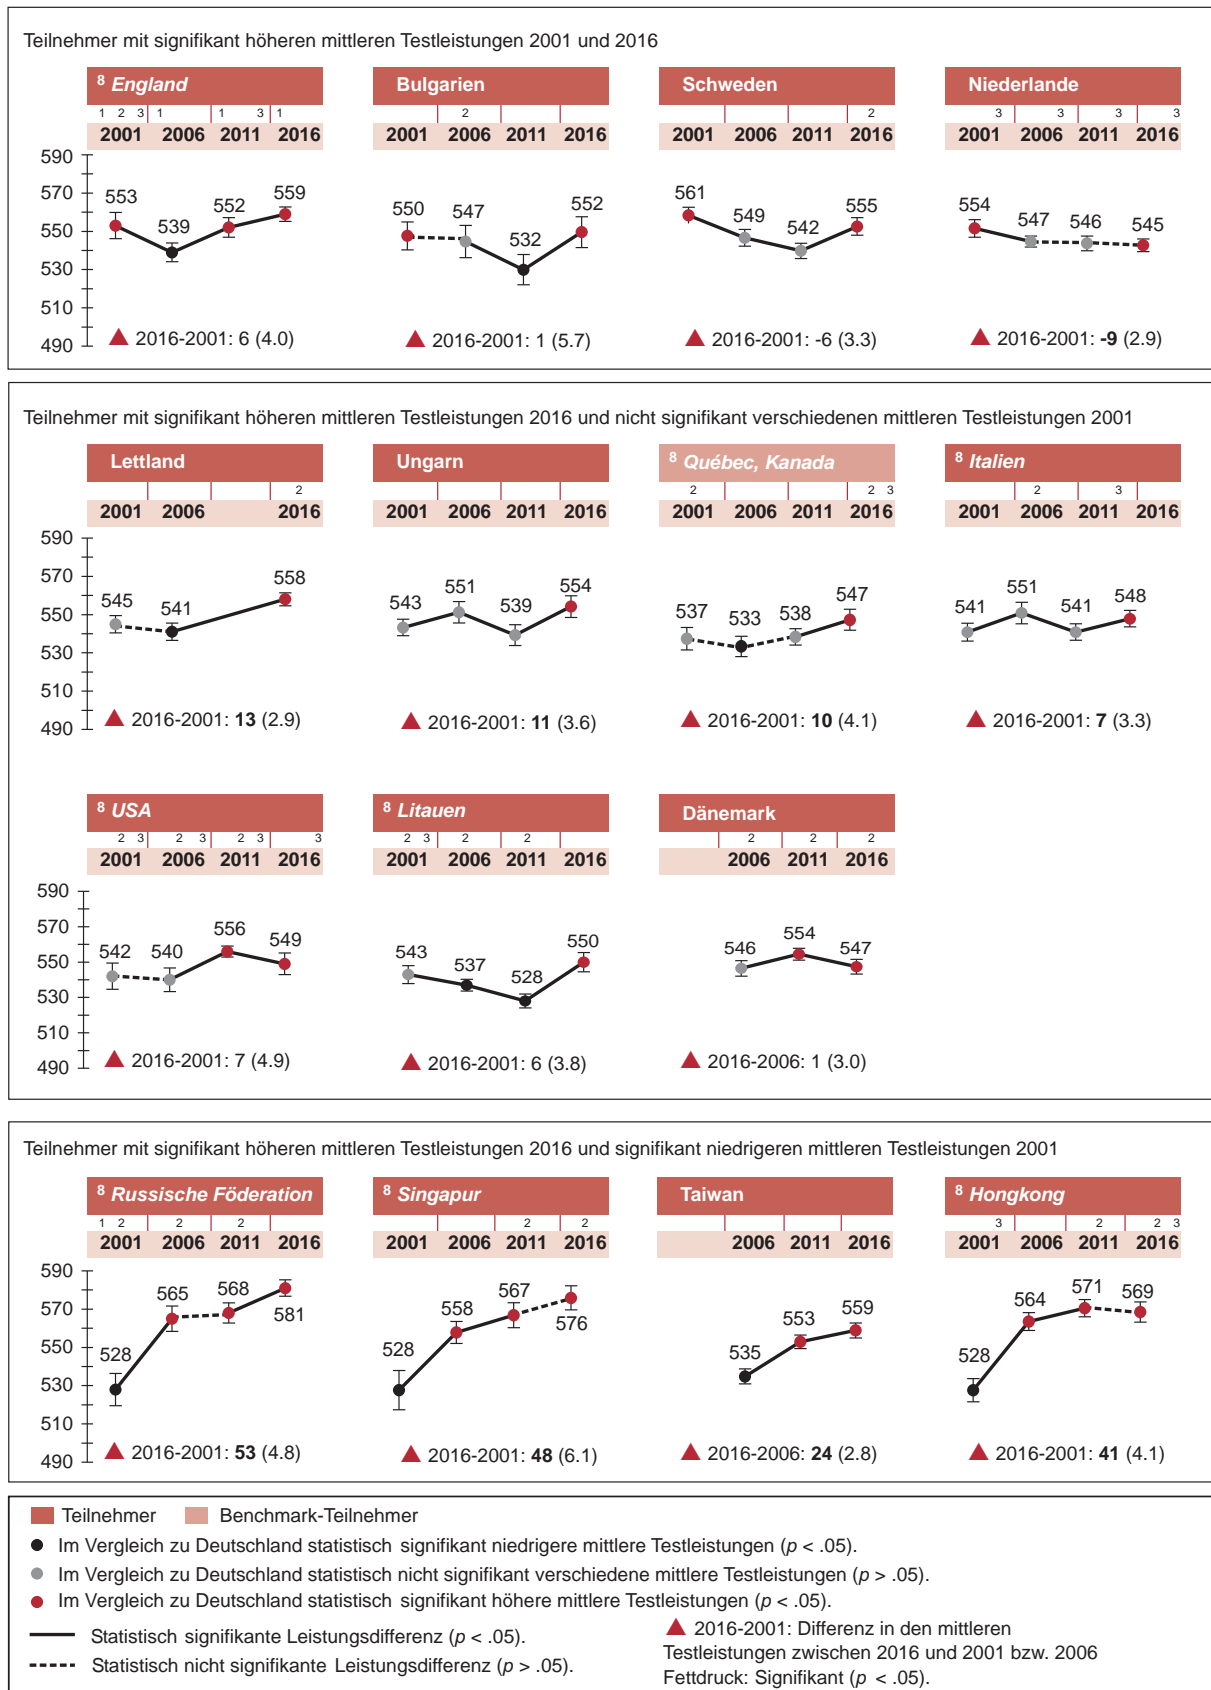 Teilnehmer mit signifikant höheren mittleren Testleistungen 2001 und 2016
8 England Bulgarien Schweden Niederlande
1 2 3 1 1 3 1 2 2 3 3 3 3
2001 2006 2011 2016 2001 2006 2011 2016 2001 2006 2011 2016 2001 2006 2011 2016
590
570
550
530
510
490
553 539 552 559 550 547 532 552 561 549 542 555 554 547 546 545
2016-2001: 6 (4.0) 2016-2001: 1 (5.7) 2016-2001: -6 (3.3) 2016-2001: -9 (2.9)
Teilnehmer mit signifikant höheren mittleren Testleistungen 2016 und nicht signifikant verschiedenen mittleren Testleistungen 2001
Lettland Ungarn 8 Québec, Kanada 8 Italien
2 2 2 3 2 3
2001 2006 2016 2001 2006 2011 2016 2001 2006 2011 2016 2001 2006 2011 2016
590
570
550
530
510
490
545 541 558 543 551 539 554 537 533 538 547 541 551 541 548
2016-2001: 13 (2.9) 2016-2001: 11 (3.6) 2016-2001: 10 (4.1) 2016-2001: 7 (3.3)
8 USA 8 Litauen Dänemark
2 3 2 3 2 3 3 2 3 2 2 2 2 2
2001 2006 2011 2016 2001 2006 2011 2016 2006 2011 2016
590
570
550
530
510
490
542 540 556 549 543 537 528 550 546 554 547
2016-2001: 7 (4.9) 2016-2001: 6 (3.8) 2016-2006: 1 (3.0)
Teilnehmer mit signifikant höheren mittleren Testleistungen 2016 und signifikant niedrigeren mittleren Testleistungen 2001
8 Russische Föderation 8 Singapur Taiwan 8 Hongkong
1 2 2 2 2 2 3 2 2 3
2001 2006 2011 2016 2001 2006 2011 2016 2006 2011 2016 2001 2006 2011 2016
590
570
550
530
510
490
528 565 568 581 528 558 567 576 535 553 559 528 564 571 569
2016-2001: 53 (4.8) 2016-2001: 48 (6.1) 2016-2006: 24 (2.8) 2016-2001: 41 (4.1)
Teilnehmer Benchmark-Teilnehmer
Im Vergleich zu Deutschland statistisch signifikant niedrigere mittlere Testleistungen (p < .05).
Im Vergleich zu Deutschland statistisch nicht signifikant verschiedene mittlere Testleistungen (p > .05).
Im Vergleich zu Deutschland statistisch signifikant höhere mittlere Testleistungen (p < .05).
Statistisch signifikante Leistungsdifferenz (p < .05).
Statistisch nicht signifikante Leistungsdifferenz (p > .05).
2016-2001: Differenz in den mittleren
Testleistungen zwischen 2016 und 2001 bzw. 2006
Fettdruck: Signifikant (p < .05).